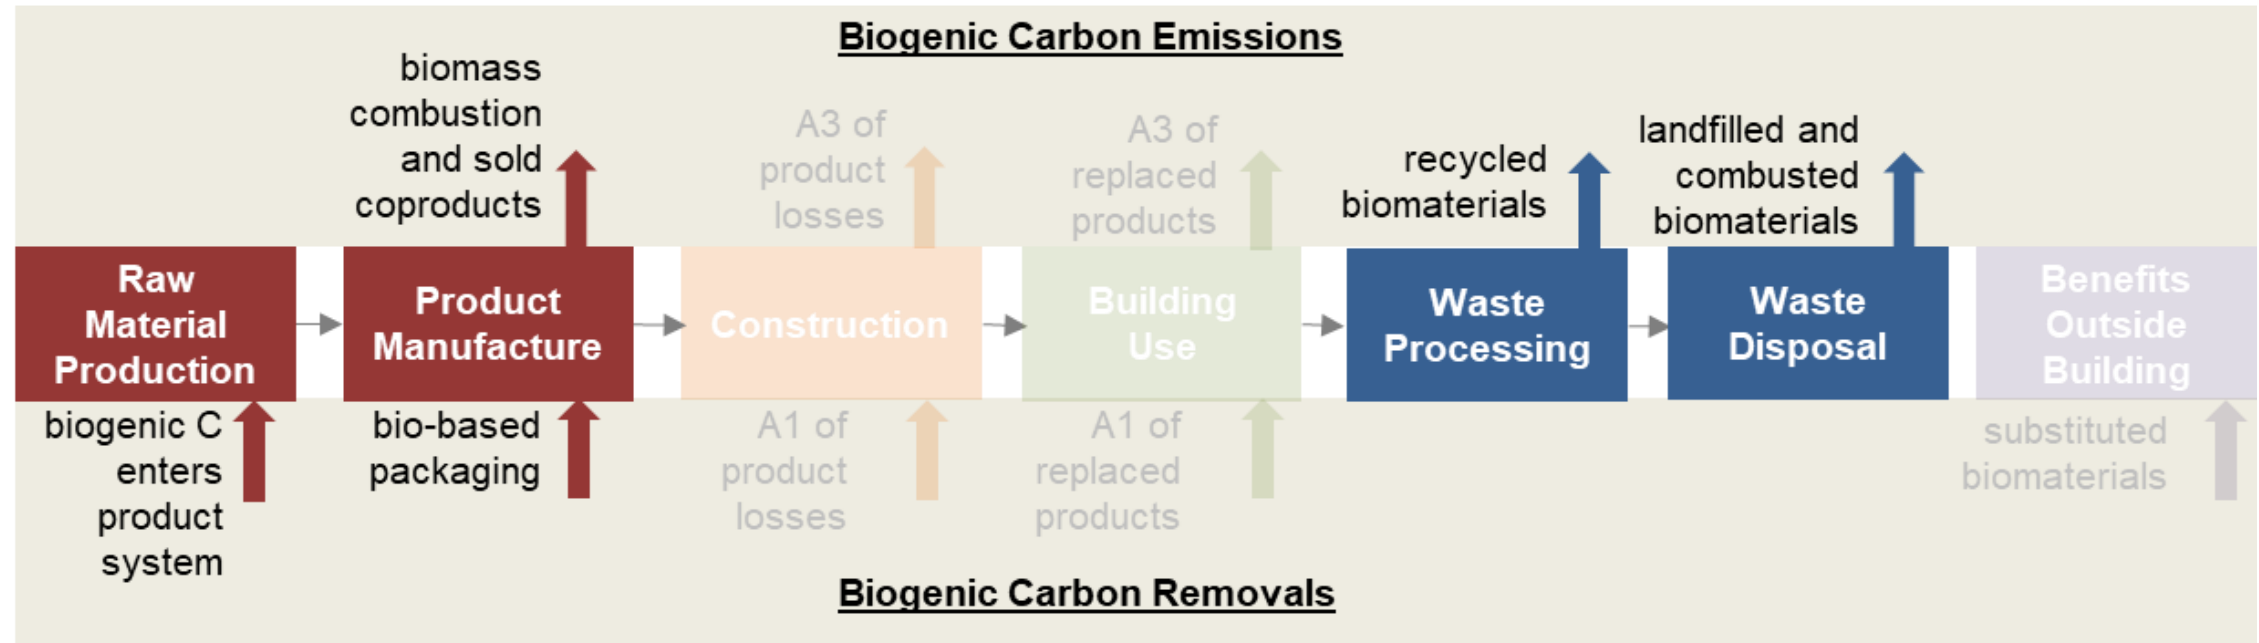 Biogenic Carbon Emissions
biomass
combustion
and sold
coproducts
A3 of
product
losses
A3 of
replaced
products
recycled
biomaterials
landfilled and
combusted
biomaterials
Raw
Material
Production
Product
Manufacture
Construction
Building
Use
Waste
Processing
Waste
Disposal
Benefits
Outside
Building
biogenic C
enters
product
system
bio-based
packaging
A1 of
product
losses
A1 of
replaced
products
substituted
biomaterials
Biogenic Carbon Removals